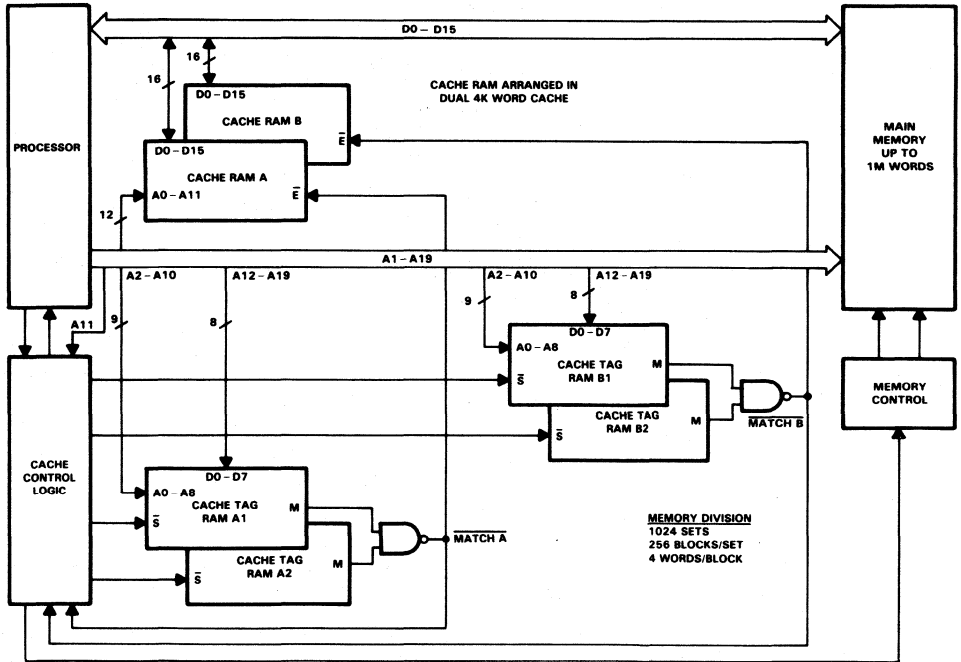 D0 – D15
16
16
CACHE RAM ARRANGED IN
DUAL 4K WORD CACHE
D0 – D15
CACHE RAM B
E̅
PROCESSOR
D0 – D15
CACHE RAM A
A0 – A11
E̅
MAIN
MEMORY
UP TO
1M WORDS
12
A1 – A19
A2 – A10
A12 – A19
A2 – A10
A12 – A19
A11
9
8
9
8
D0 – D7
A0 – A8
CACHE TAG
RAM B1
M
S̅
CACHE TAG
RAM B2
M
S̅
MATCH B
MEMORY
CONTROL
CACHE
CONTROL
LOGIC
D0 – D7
A0 – A8
CACHE TAG
RAM A1
M
S̅
CACHE TAG
RAM A2
M
S̅
MATCH A
MEMORY DIVISION
1024 SETS
256 BLOCKS/SET
4 WORDS/BLOCK